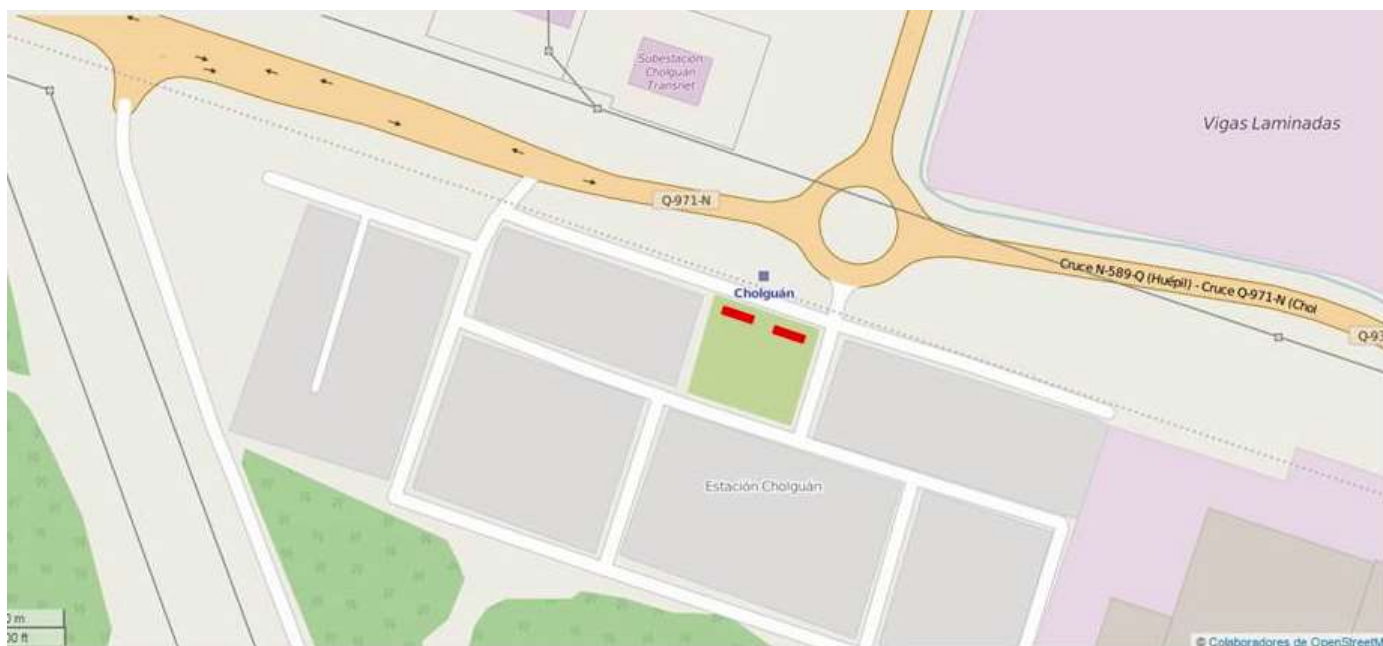 Subestación
Cholguán
Transnet
Vigas Laminadas
Q-971-N
Cruce N-589-Q (Huépil) - Cruce Q-971-N (Chol
Cholguán
Q-93
Estación Cholguán
0 m
00 ft
© Colaboradores de OpenStreetM